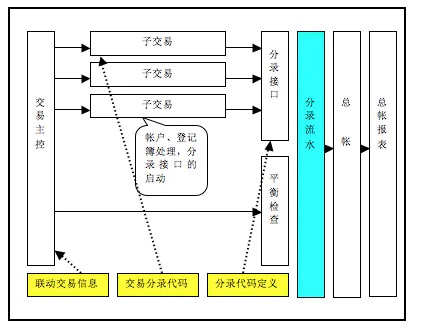 子交易
子交易
子交易
交易主控
分录接口
分录流水
总帐
总帐报表
帐户、登记
簿处理，分
录接口的
启动
平衡检查
联动交易信息
交易分录代码
分录代码定义